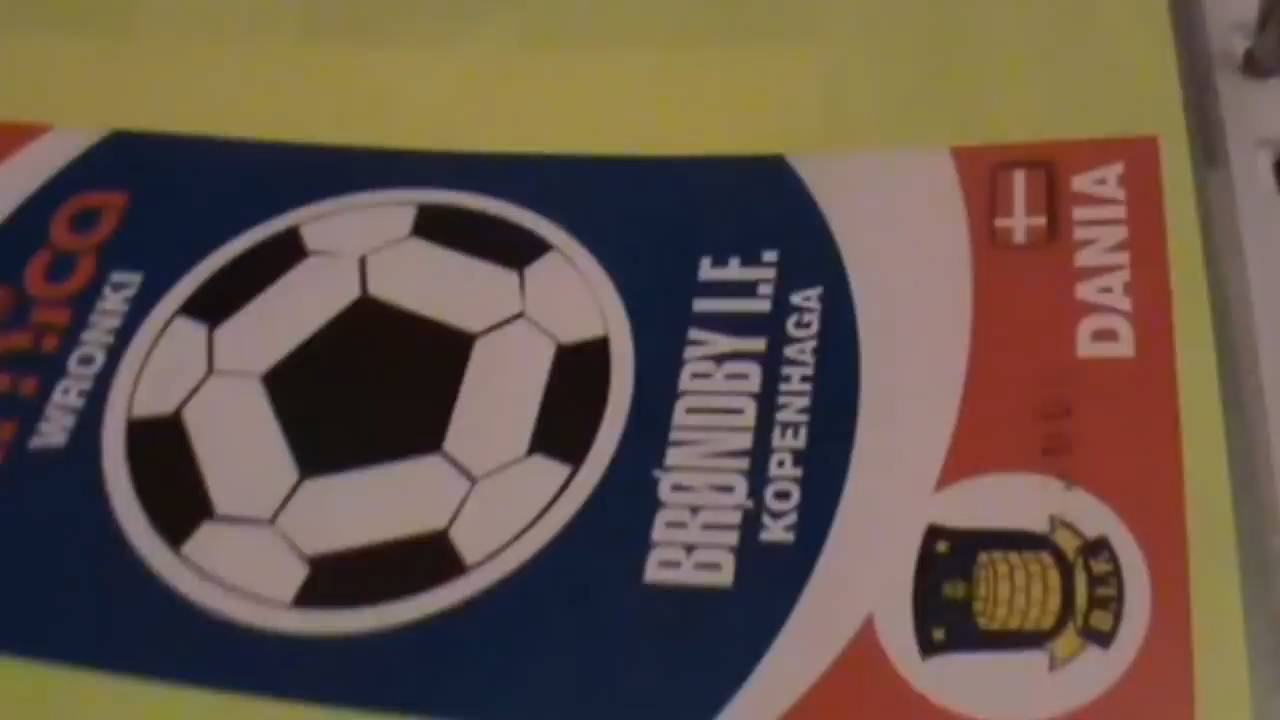 WRONKI
BRØNDBY I.F.
KOPENHAGA
DANIA
B.I.F.